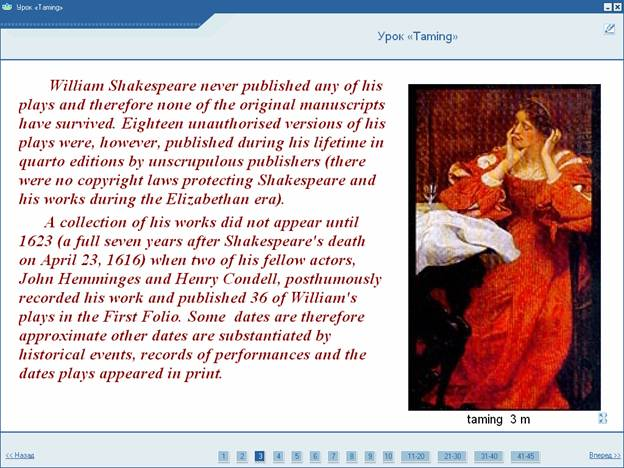 Урок «Taming»
Урок «Taming»
William Shakespeare never published any of his
plays and therefore none of the original manuscripts
have survived. Eighteen unauthorised versions of his
plays were, however, published during his lifetime in
quarto editions by unscrupulous publishers (there
were no copyright laws protecting Shakespeare and
his works during the Elizabethan era).
A collection of his works did not appear until
1623 (a full seven years after Shakespeare's death
on April 23, 1616) when two of his fellow actors,
John Hemminges and Henry Condell, posthumously
recorded his work and published 36 of William's
plays in the First Folio. Some dates are therefore
approximate other dates are substantiated by
historical events, records of performances and the
dates plays appeared in print.
taming 3 m
<< Назад 1 2 3 4 5 6 7 8 9 10 11-20 21-30 31-40 41-45 Вперед >>